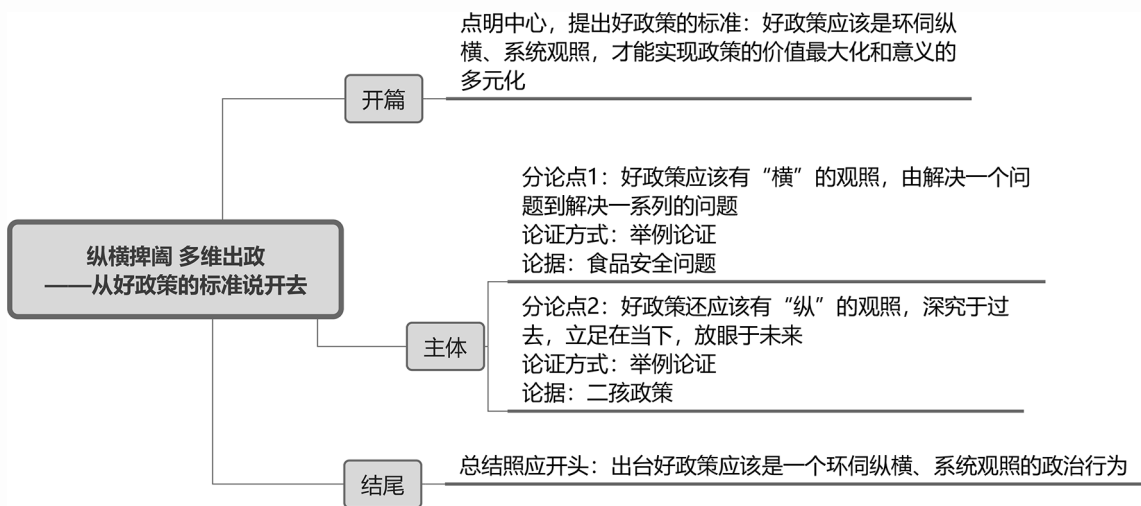 点明中心，提出好政策的标准：好政策应该是环伺纵
横、系统观照，才能实现政策的价值最大化和意义的
多元化
开篇
分论点1：好政策应该有“横”的观照，由解决一个问
题到解决一系列的问题
论证方式：举例论证
论据：食品安全问题
纵横捭阖 多维出政
——从好政策的标准说开去
分论点2：好政策还应该有“纵”的观照，深究于过
去，立足在当下，放眼于未来
论证方式：举例论证
论据：二孩政策
主体
总结照应开头：出台好政策应该是一个环伺纵横、系统观照的政治行为
结尾